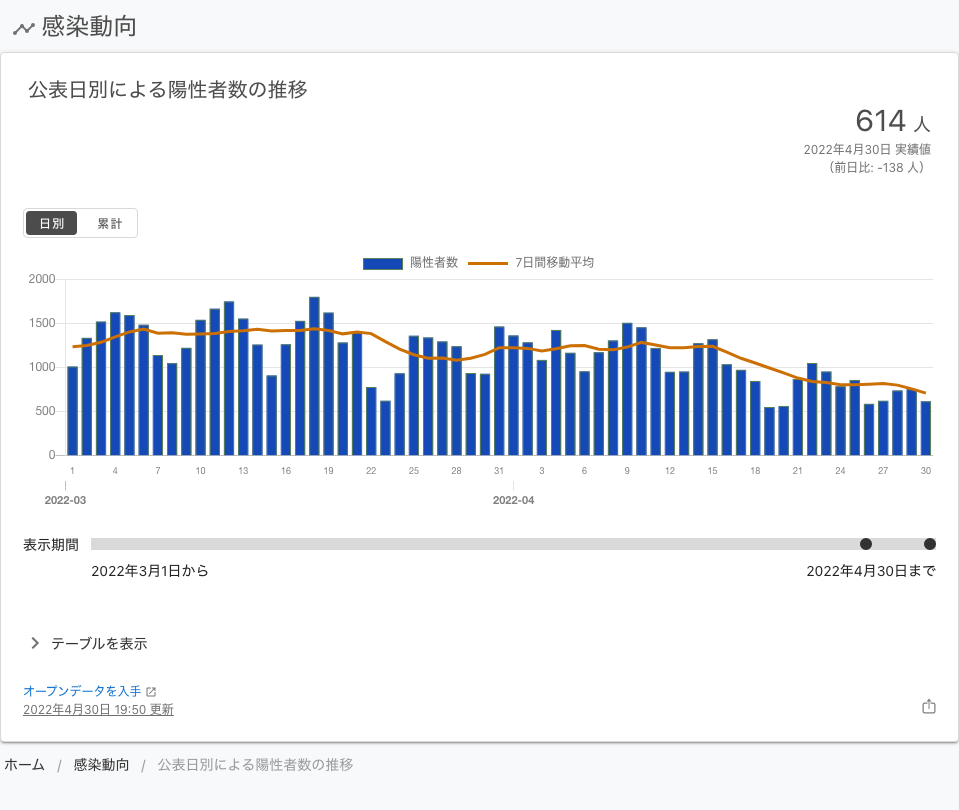 感染動向
公表日別による陽性者数の推移
614 人
2022年4月30日 実績値
（前日比: -138 人）
日別 累計
陽性者数 7日間移動平均
2000
1500
1000
500
0
1 4 7 10 13 16 19 22 25 28 31 3 6 9 12 15 18 21 24 27 30
2022-03 2022-04
表示期間
2022年3月1日から 2022年4月30日まで
テーブルを表示
オープンデータを入手
2022年4月30日 19:50 更新
ホーム / 感染動向 / 公表日別による陽性者数の推移